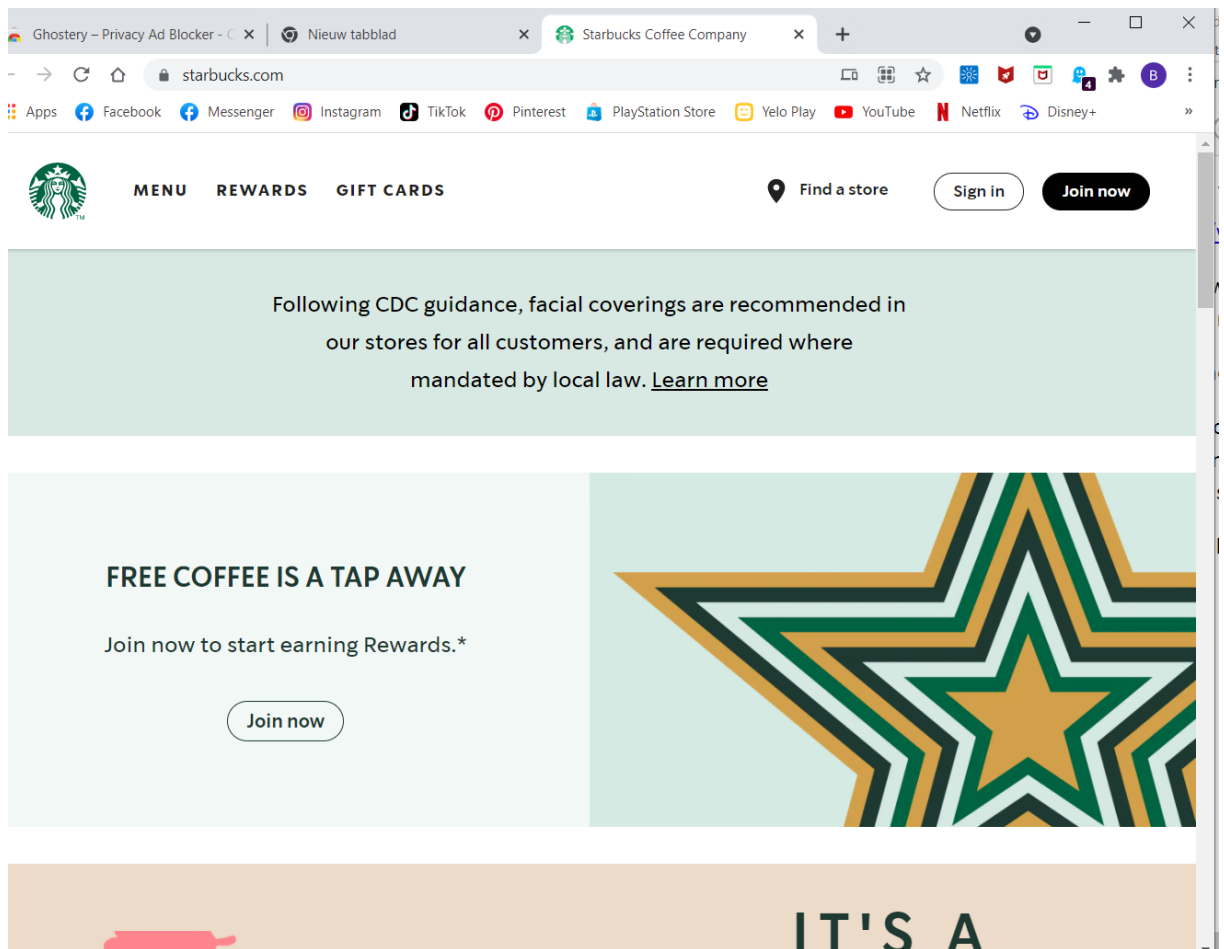 Ghostery – Privacy Ad Blocker - C
Nieuw tabblad
Starbucks Coffee Company
starbucks.com
4
B
Apps
Facebook
Messenger
Instagram
TikTok
Pinterest
PlayStation Store
Yelo Play
YouTube
Netflix
Disney+
»
TM
MENU REWARDS GIFT CARDS
Find a store
Sign in
Join now
Following CDC guidance, facial coverings are recommended in
our stores for all customers, and are required where
mandated by local law. Learn more
FREE COFFEE IS A TAP AWAY
Join now to start earning Rewards.*
Join now
IT'S A